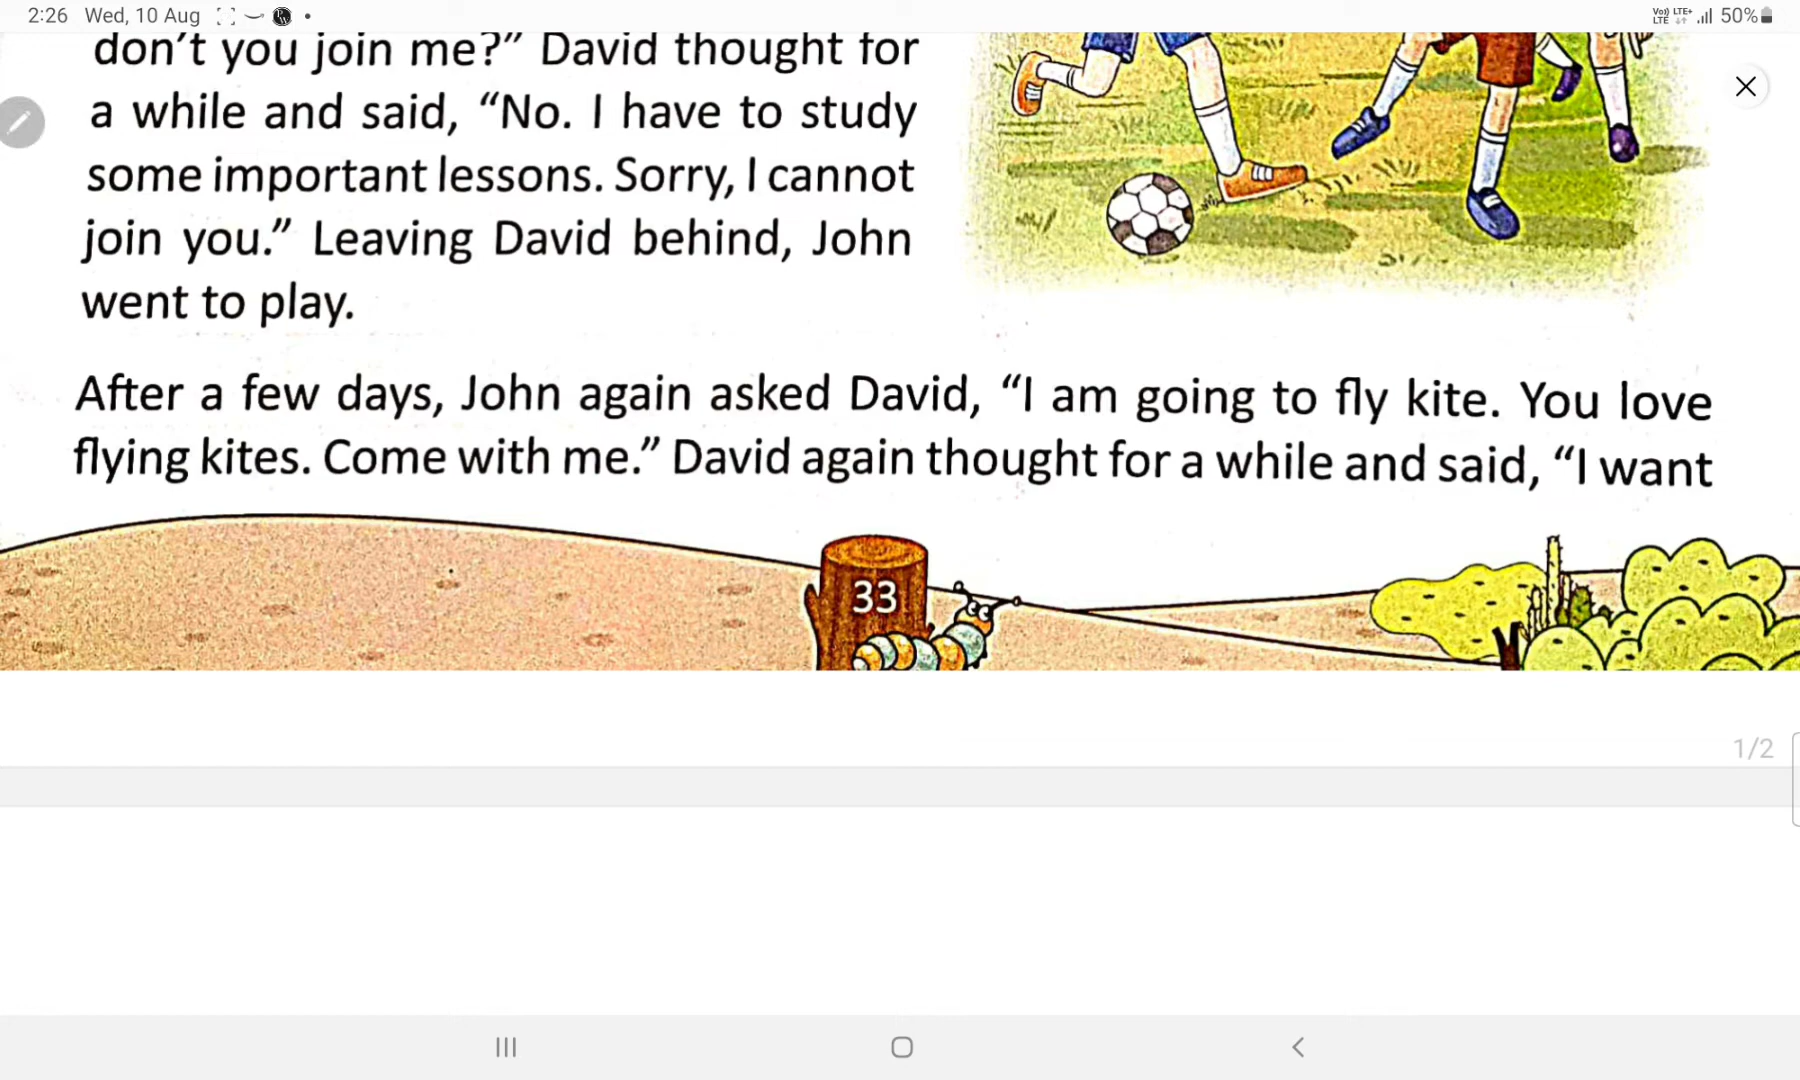 2:26 Wed, 10 Aug
Vo) LTE+ 50%
LTE
don't you join me?” David thought for
a while and said, “No. I have to study
some important lessons. Sorry, I cannot
join you.” Leaving David behind, John
went to play.
After a few days, John again asked David, “I am going to fly kite. You love
flying kites. Come with me.” David again thought for a while and said, “I want
33
1/2